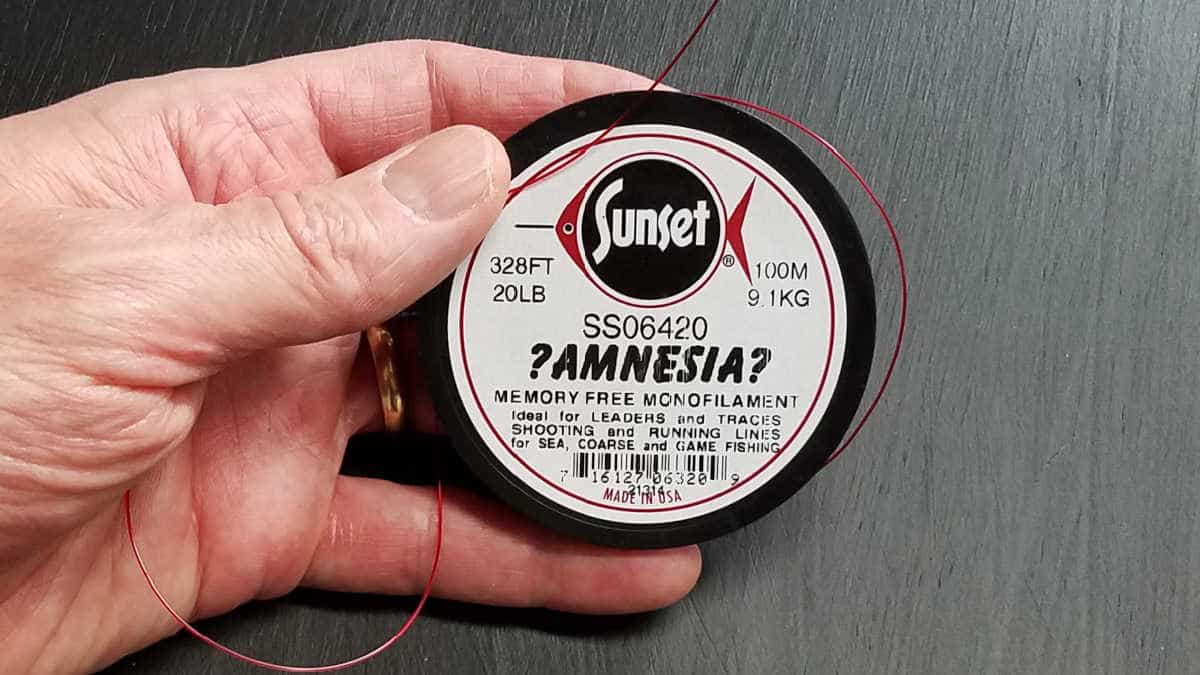 Sunset
®
328FT 100M
20LB 9.1KG
SS06420
?AMNESIA?
MEMORY FREE MONOFILAMENT
Ideal for LEADERS and TRACES
SHOOTING and RUNNING LINES
for SEA, COARSE and GAME FISHING
7 16127 06320 9
21314
MADE IN USA